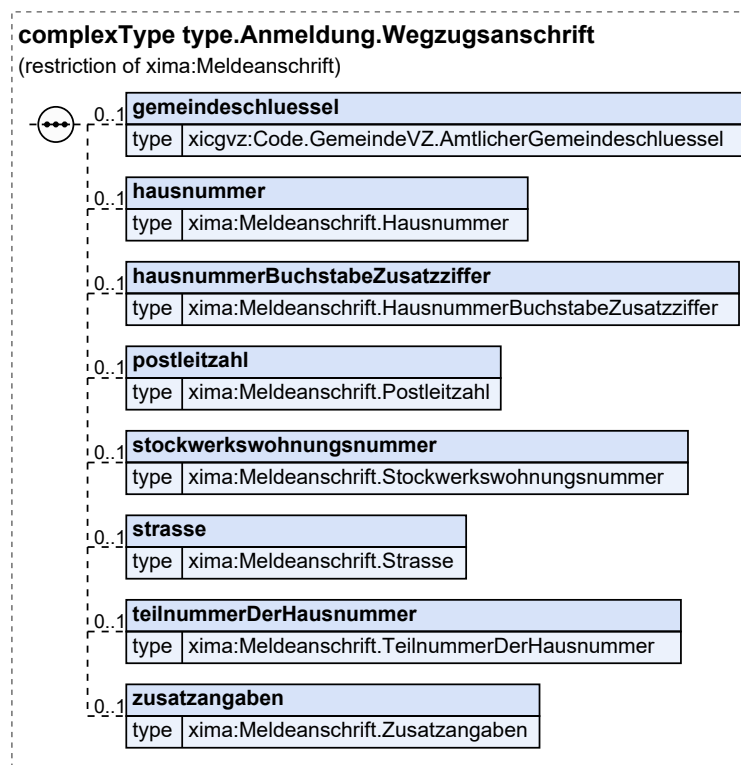 complexType type.Anmeldung.Wegzugsanschrift
(restriction of xima:Meldeanschrift)
0..1 gemeindeschluessel
type xicgvz:Code.GemeindeVZ.AmtlicherGemeindeschluessel
0..1 hausnummer
type xima:Meldeanschrift.Hausnummer
0..1 hausnummerBuchstabeZusatzziffer
type xima:Meldeanschrift.HausnummerBuchstabeZusatzziffer
0..1 postleitzahl
type xima:Meldeanschrift.Postleitzahl
0..1 stockwerkswohnungsnummer
type xima:Meldeanschrift.Stockwerkswohnungsnummer
0..1 strasse
type xima:Meldeanschrift.Strasse
0..1 teilnummerDerHausnummer
type xima:Meldeanschrift.TeilnummerDerHausnummer
0..1 zusatzangaben
type xima:Meldeanschrift.Zusatzangaben